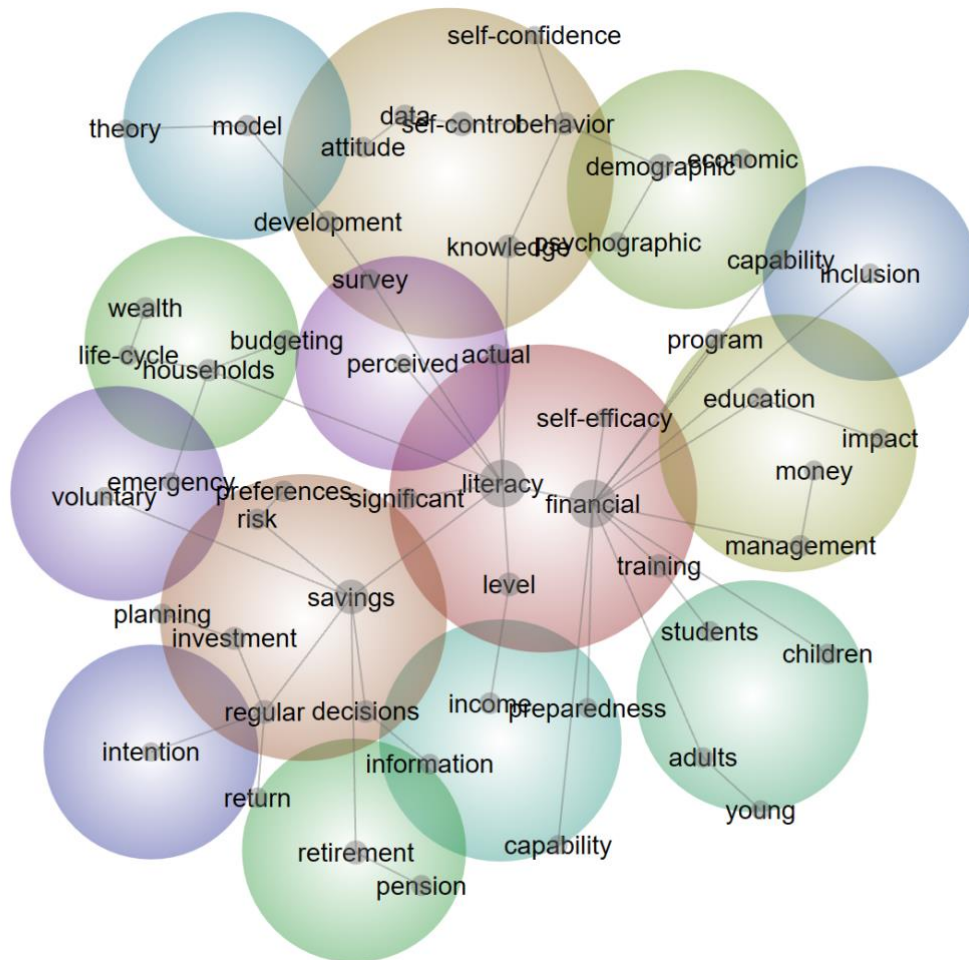 self-confidence
data
sef-control
behavior
theory
model
attitude
demographic
economic
development
knowledge
psychographic
capability
inclusion
survey
wealth
life-cycle
households
budgeting
perceived
actual
program
education
self-efficacy
impact
money
voluntary
emergency
preferences
risk
significant
literacy
financial
management
training
savings
level
planning
investment
students
children
regular
decisions
income
preparedness
intention
information
adults
return
young
retirement
capability
pension